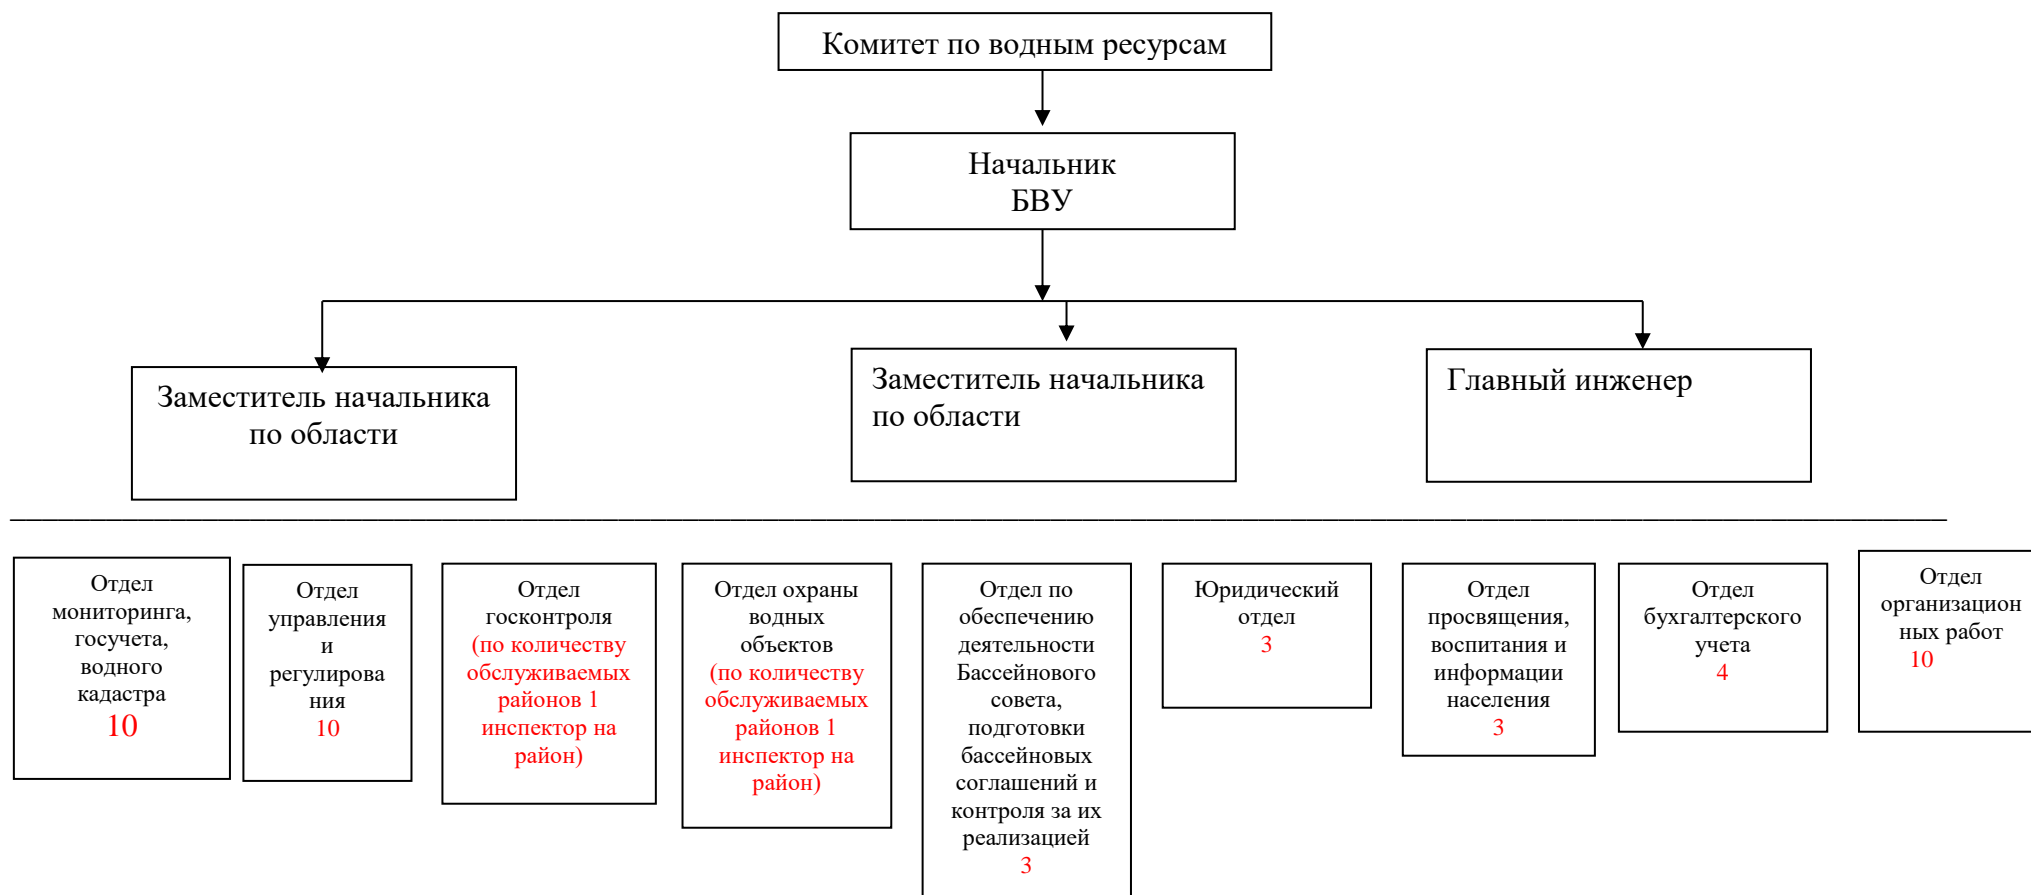 Комитет по водным ресурсам
Начальник
БВУ
Заместитель начальника
по области
Заместитель начальника
по области
Главный инженер
Отдел
мониторинга,
госучета,
водного
кадастра
10
Отдел
управления
и
регулирова
ния
10
Отдел
госконтроля
(по количеству
обслуживаемых
районов 1
инспектор на
район)
Отдел охраны
водных
объектов
(по количеству
обслуживаемых
районов 1
инспектор на
район)
Отдел по
обеспечению
деятельности
Бассейнового
совета,
подготовки
бассейновых
соглашений и
контроля за их
реализацией
3
Юридический
отдел
3
Отдел
просвящения,
воспитания и
информации
населения
3
Отдел
бухгалтерского
учета
4
Отдел
организацион
ных работ
10